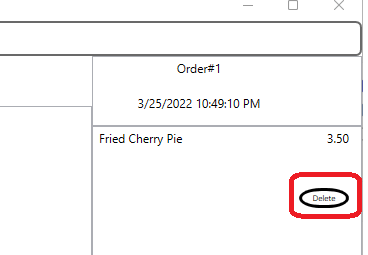 Order#1
3/25/2022 10:49:10 PM
Fried Cherry Pie 3.50
Delete